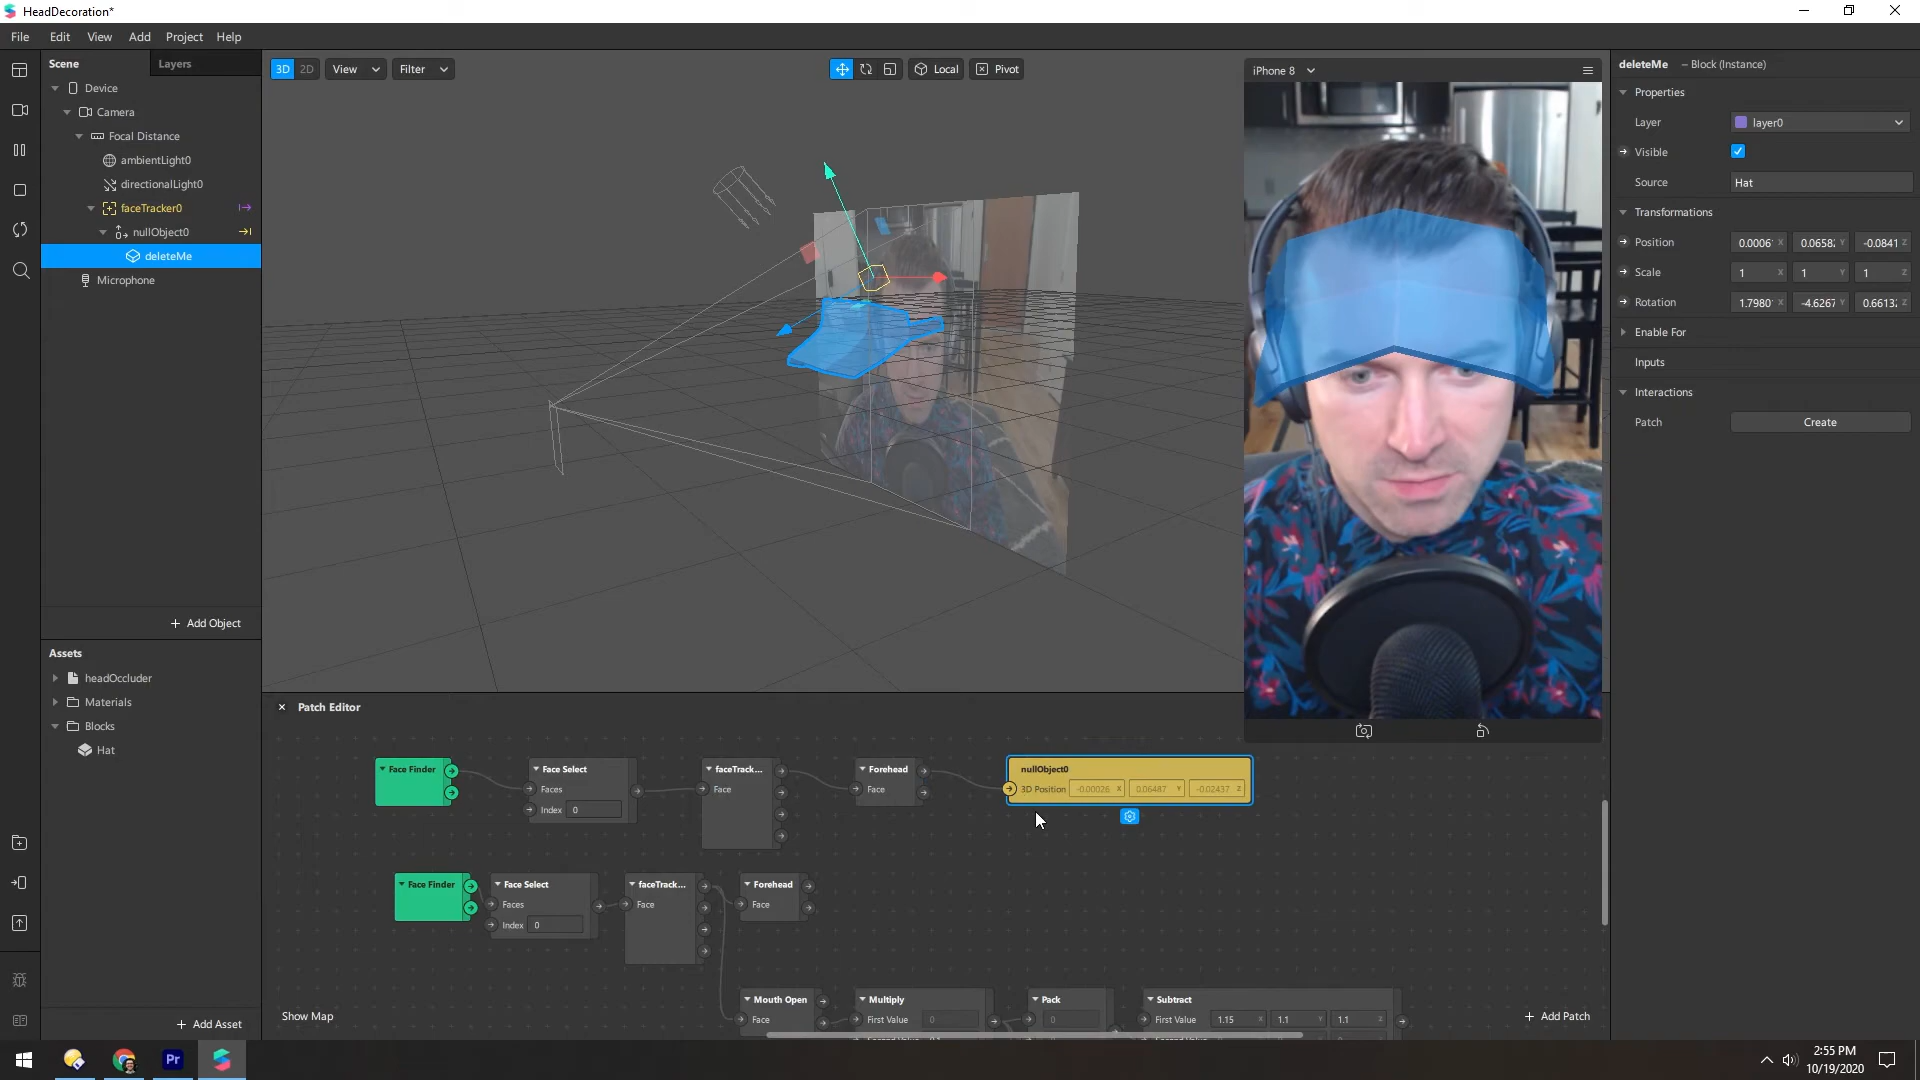 HeadDecoration*
File Edit View Add Project Help
Scene Layers
Device
Camera
Focal Distance
ambientLight0
directionalLight0
faceTracker0
nullObject0
deleteMe
Microphone
+ Add Object
Assets
headOccluder
Materials
Blocks
Hat
+ Add Asset
3D 2D View Filter Local Pivot
iPhone 8
deleteMe – Block (Instance)
Properties
Layer layer0
Visible
Source Hat
Transformations
Position 0.0006 X 0.0658 Y -0.0841 Z
Scale 1 X 1 Y 1 Z
Rotation 1.7980 X -4.6267 Y 0.6613 Z
Enable For
Inputs
Interactions
Patch Create
Patch Editor
Face Finder Face Select faceTrack... Forehead nullObject0
Faces Face Face 3D Position -0.00026 X 0.06487 Y -0.02437 Z
Index 0
Face Finder Face Select faceTrack... Forehead
Faces Face Face
Index 0
Mouth Open Multiply Pack Subtract
Face First Value 0 0 First Value 1.15 X 1.1 Y 1.1 Z
Show Map
+ Add Patch
Pr
2:55 PM
10/19/2020